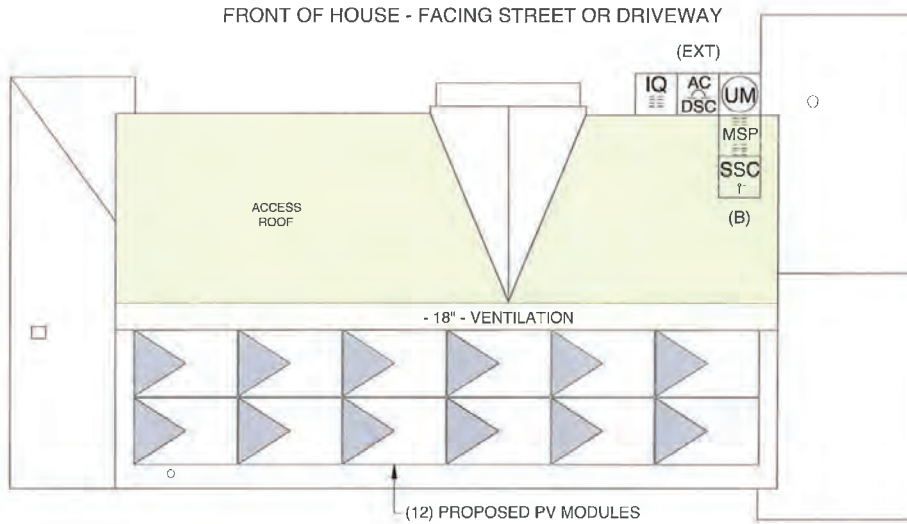 FRONT OF HOUSE - FACING STREET OR DRIVEWAY
(EXT)
IQ
AC
DSC
UM
MSP
SSC
(B)
ACCESS
ROOF
- 18" - VENTILATION
(12) PROPOSED PV MODULES